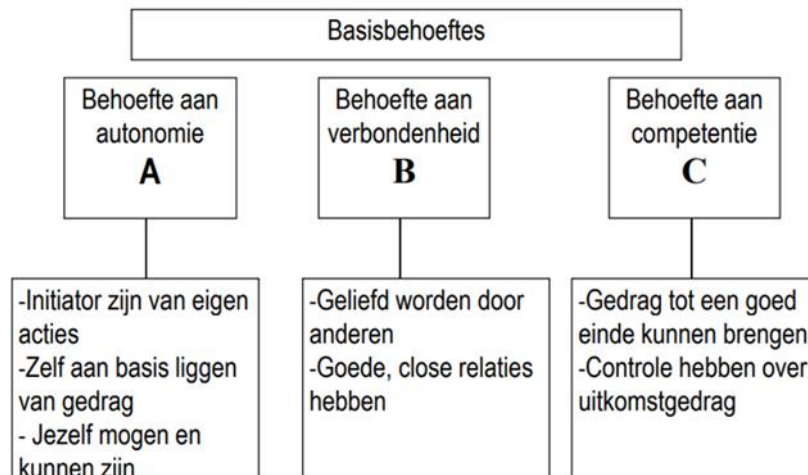 Basisbehoeftes
Behoefte aan
autonomie
A
Behoefte aan
verbondenheid
B
Behoefte aan
competentie
C
-Initiator zijn van eigen
acties
-Zelf aan basis liggen
van gedrag
- Jezelf mogen en
kunnen zijn
-Geliefd worden door
anderen
-Goede, close relaties
hebben
-Gedrag tot een goed
einde kunnen brengen
-Controle hebben over
uitkomstgedrag